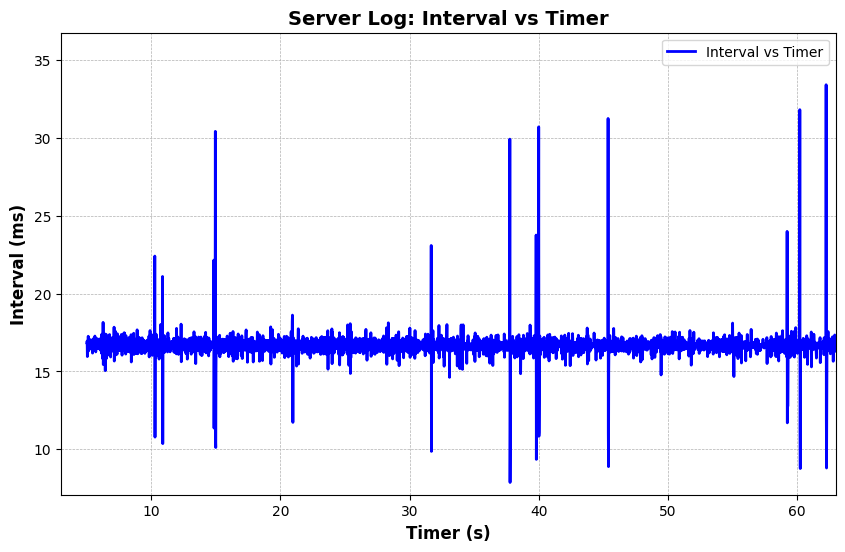 Server Log: Interval vs Timer
Interval vs Timer
35
30
25
20
15
10
Interval (ms)
10 20 30 40 50 60
Timer (s)